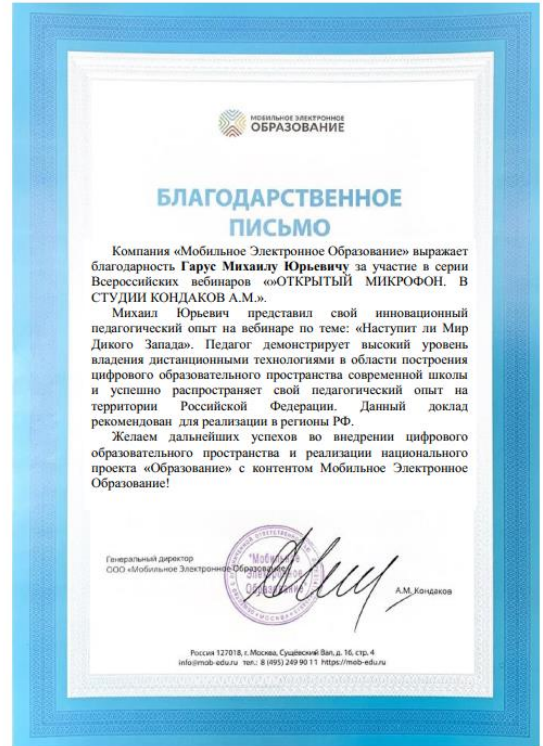 МОБИЛЬНОЕ ЭЛЕКТРОННОЕ
ОБРАЗОВАНИЕ
БЛАГОДАРСТВЕННОЕ
ПИСЬМО
Компания «Мобильное Электронное Образование» выражает
благодарность Гарус Михаилу Юрьевичу за участие в серии
Всероссийских вебинаров «»ОТКРЫТЫЙ МИКРОФОН. В
СТУДИИ КОНДАКОВ А.М.».
Михаил Юрьевич представил свой инновационный
педагогический опыт на вебинаре по теме: «Наступит ли Мир
Дикого Запада». Педагог демонстрирует высокий уровень
владения дистанционными технологиями в области построения
цифрового образовательного пространства современной школы
и успешно распространяет свой педагогический опыт на
территории Российской Федерации. Данный доклад
рекомендован для реализации в регионы РФ.
Желаем дальнейших успехов во внедрении цифрового
образовательного пространства и реализации национального
проекта «Образование» с контентом Мобильное Электронное
Образование!
Генеральный директор
ООО «Мобильное Электронное Образование»
"Мобильное
Электронное
Образование"
А.М. Кондаков
Россия 127018, г. Москва, Сущёвский Вал, д. 16, стр. 4
info@mob-edu.ru тел.: 8 (495) 249 90 11 https://mob-edu.ru